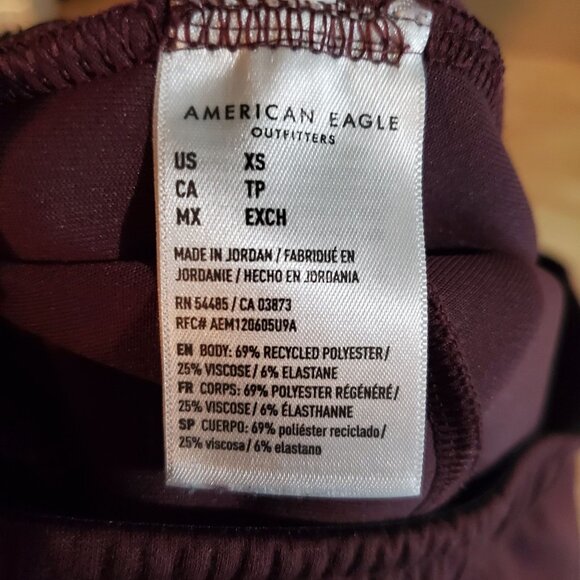 AMERICAN EAGLE
OUTFITTERS
US XS
CA TP
MX EXCH
MADE IN JORDAN / FABRIQUÉ EN
JORDANIE / HECHO EN JORDANIA
RN 54485 / CA 03873
RFC# AEM120605U9A
EN BODY: 69% RECYCLED POLYESTER /
25% VISCOSE / 6% ELASTANE
FR CORPS: 69% POLYESTER RÉGÉNÉRÉ /
25% VISCOSE / 6% ÉLASTHANNE
SP CUERPO: 69% poliéster reciclado /
25% viscosa / 6% elastano